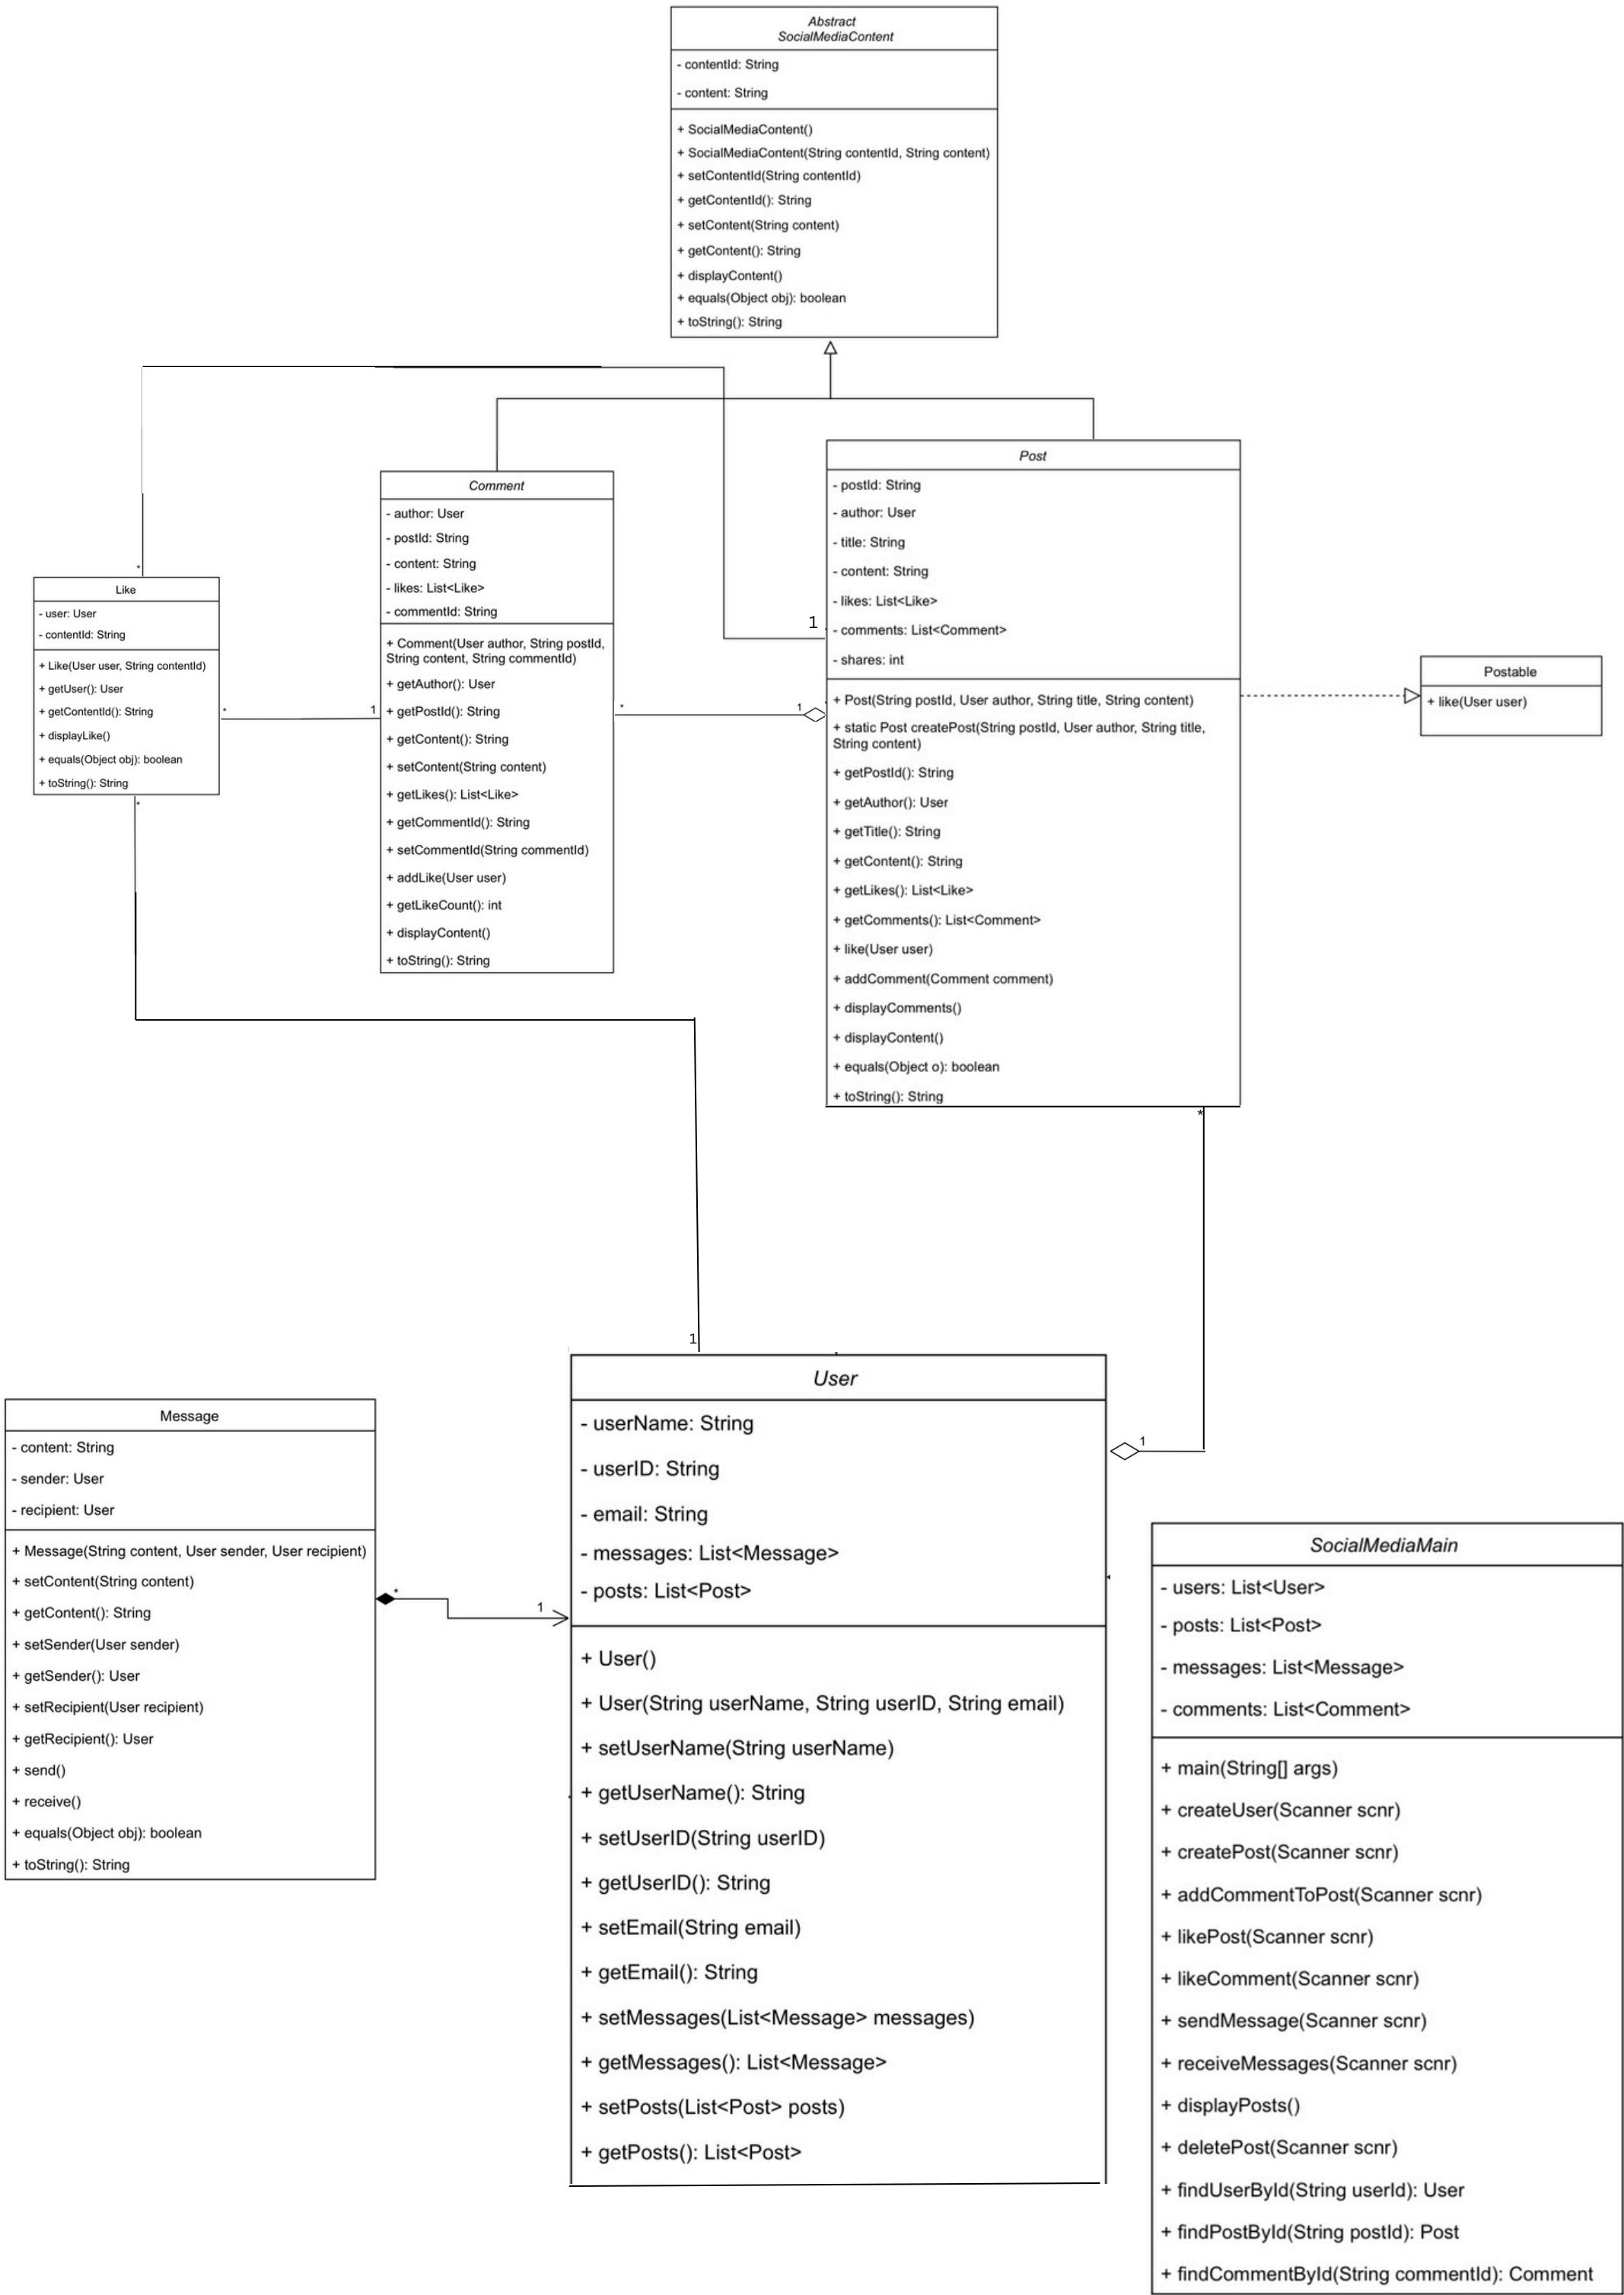 Abstract
SocialMediaContent
- contentId: String
- content: String
+ SocialMediaContent()
+ SocialMediaContent(String contentId, String content)
+ setContentId(String contentId)
+ getContentId(): String
+ setContent(String content)
+ getContent(): String
+ displayContent()
+ equals(Object obj): boolean
+ toString(): String
Comment
- author: User
- postId: String
- content: String
- likes: List<Like>
- commentId: String
+ Comment(User author, String postId,
String content, String commentId)
+ getAuthor(): User
+ getPostId(): String
+ getContent(): String
+ setContent(String content)
+ getLikes(): List<Like>
+ getCommentId(): String
+ setCommentId(String commentId)
+ addLike(User user)
+ getLikeCount(): int
+ displayContent()
+ toString(): String
Post
- postId: String
- author: User
- title: String
- content: String
- likes: List<Like>
- comments: List<Comment>
- shares: int
+ Post(String postId, User author, String title, String content)
+ static Post createPost(String postId, User author, String title,
String content)
+ getPostId(): String
+ getAuthor(): User
+ getTitle(): String
+ getContent(): String
+ getLikes(): List<Like>
+ getComments(): List<Comment>
+ like(User user)
+ addComment(Comment comment)
+ displayComments()
+ displayContent()
+ equals(Object o): boolean
+ toString(): String
*
Like
- user: User
- contentId: String
+ Like(User user, String contentId)
+ getUser(): User
+ getContentId(): String
+ displayLike()
+ equals(Object obj): boolean
+ toString(): String
*
* 1
* 1
1
Postable
+ like(User user)
*
1
User
- userName: String
- userID: String
- email: String
- messages: List<Message>
- posts: List<Post>
+ User()
+ User(String userName, String userID, String email)
+ setUserName(String userName)
+ getUserName(): String
+ setUserID(String userID)
+ getUserID(): String
+ setEmail(String email)
+ getEmail(): String
+ setMessages(List<Message> messages)
+ getMessages(): List<Message>
+ setPosts(List<Post> posts)
+ getPosts(): List<Post>
1
Message
- content: String
- sender: User
- recipient: User
+ Message(String content, User sender, User recipient)
+ setContent(String content)
+ getContent(): String
+ setSender(User sender)
+ getSender(): User
+ setRecipient(User recipient)
+ getRecipient(): User
+ send()
+ receive()
+ equals(Object obj): boolean
+ toString(): String
* 1
SocialMediaMain
- users: List<User>
- posts: List<Post>
- messages: List<Message>
- comments: List<Comment>
+ main(String[] args)
+ createUser(Scanner scnr)
+ createPost(Scanner scnr)
+ addCommentToPost(Scanner scnr)
+ likePost(Scanner scnr)
+ likeComment(Scanner scnr)
+ sendMessage(Scanner scnr)
+ receiveMessages(Scanner scnr)
+ displayPosts()
+ deletePost(Scanner scnr)
+ findUserById(String userId): User
+ findPostById(String postId): Post
+ findCommentById(String commentId): Comment